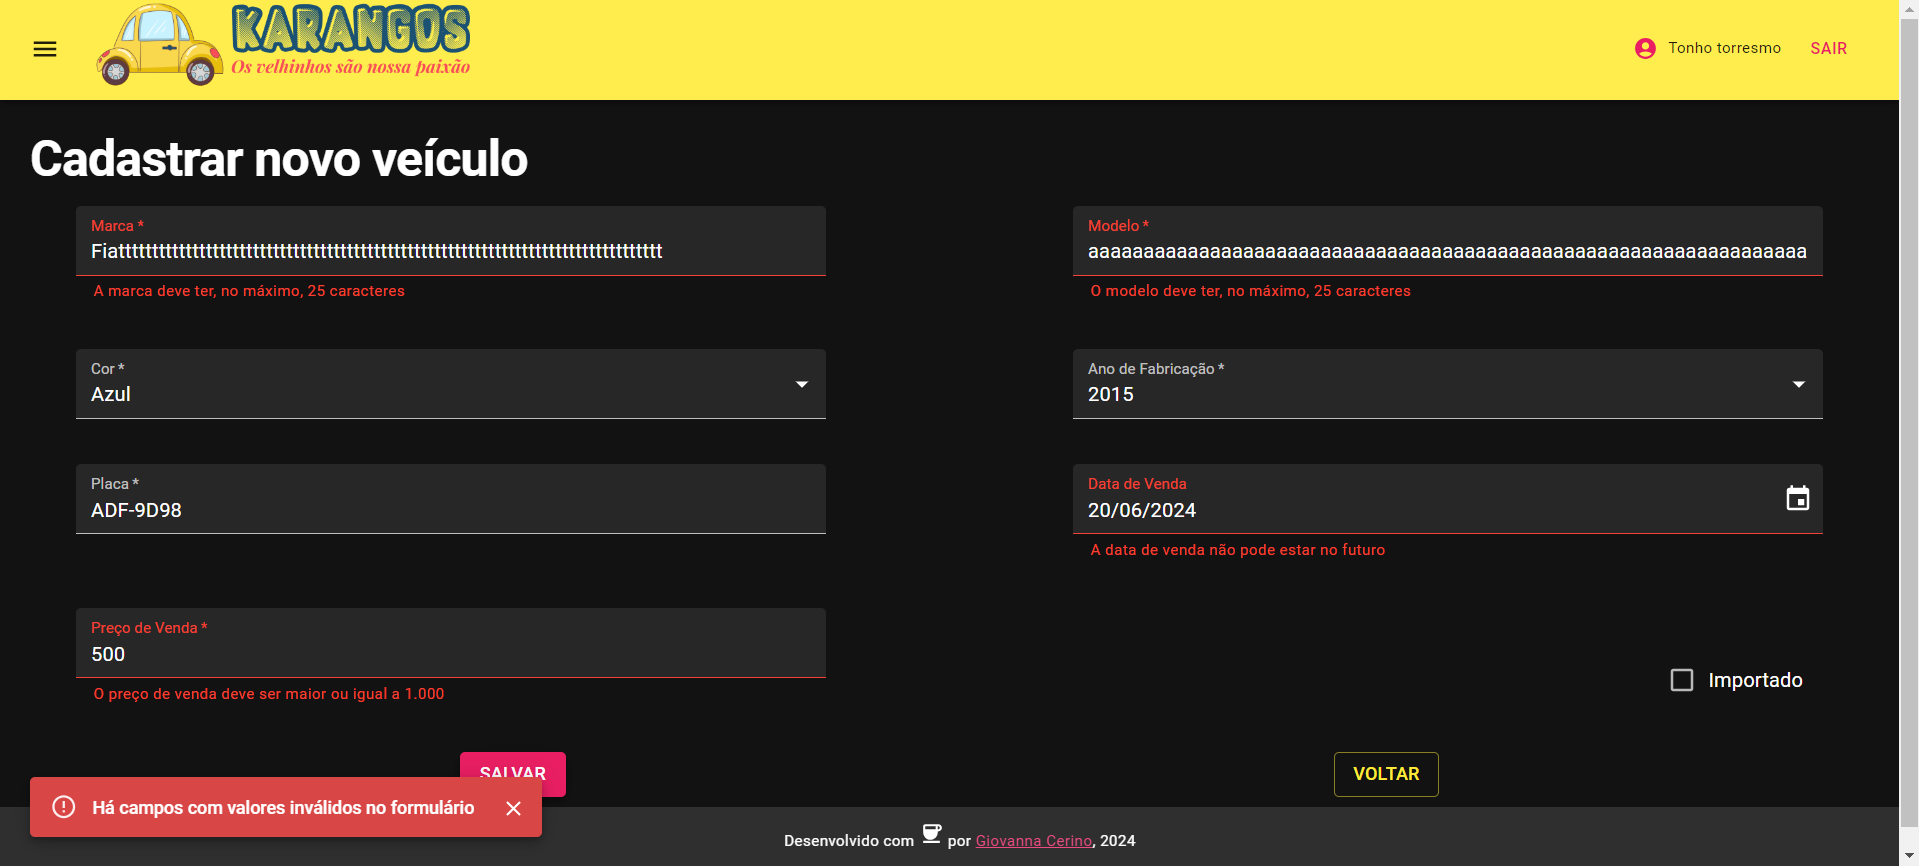 KARANGOS
Os velhinhos são nossa paixão
Tonho torresmo
SAIR
Cadastrar novo veículo
Marca *
Fiattttttttttttttttttttttttttttttttttttttttttttttttttttttttttttttttttttttttttttttttt
A marca deve ter, no máximo, 25 caracteres
Modelo *
aaaaaaaaaaaaaaaaaaaaaaaaaaaaaaaaaaaaaaaaaaaaaaaaaaaaaaaaaa
O modelo deve ter, no máximo, 25 caracteres
Cor *
Azul
Ano de Fabricação *
2015
Placa *
ADF-9D98
Data de Venda
20/06/2024
A data de venda não pode estar no futuro
Preço de Venda *
500
O preço de venda deve ser maior ou igual a 1.000
Importado
SALVAR
VOLTAR
Há campos com valores inválidos no formulário
Desenvolvido com por Giovanna Cerino, 2024